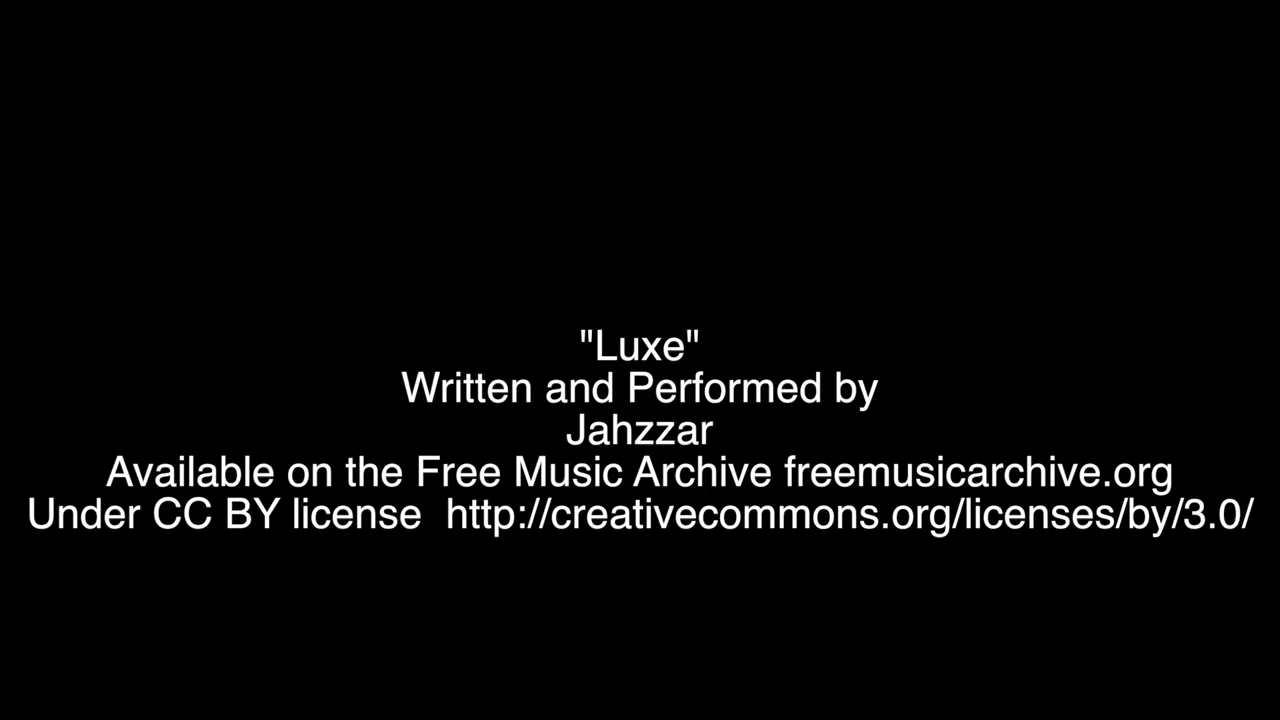 "Luxe"
Written and Performed by
Jahzzar
Available on the Free Music Archive freemusicarchive.org
Under CC BY license  http://creativecommons.org/licenses/by/3.0/